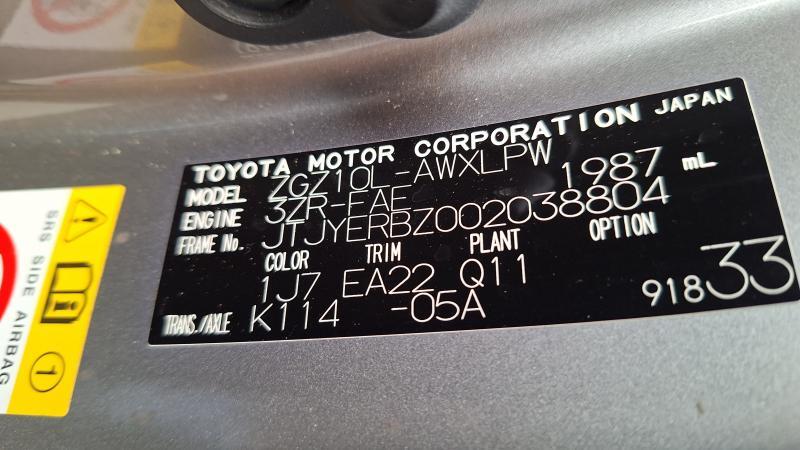 TOYOTA MOTOR CORPORATION JAPAN
MODEL ZGZ10L-AWXLPW
ENGINE 3ZR-FAE 1987 mL
FRAME No. JTJYERBZ002038804
COLOR TRIM PLANT OPTION
1J7 EA22 Q11
TRANS./AXLE K114 -05A 91833
SRS SIDE AIRBAG
1